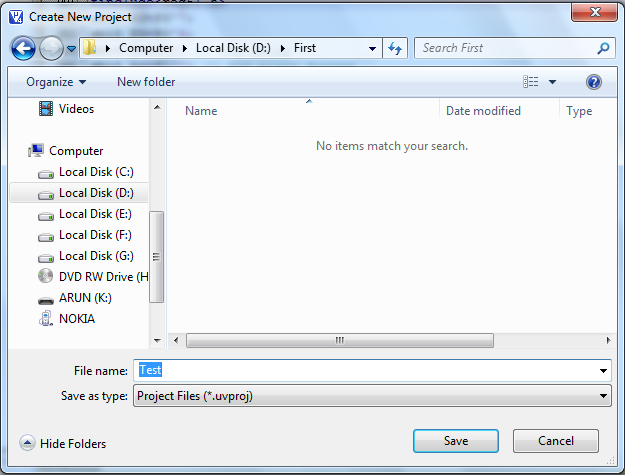 Create New Project
Computer Local Disk (D:) First
Search First
Organize New folder
Name Date modified Type
No items match your search.
Videos
Computer
Local Disk (C:)
Local Disk (D:)
Local Disk (E:)
Local Disk (F:)
Local Disk (G:)
DVD RW Drive (H
ARUN (K:)
NOKIA
File name: Test
Save as type: Project Files (*.uvproj)
Hide Folders Save Cancel